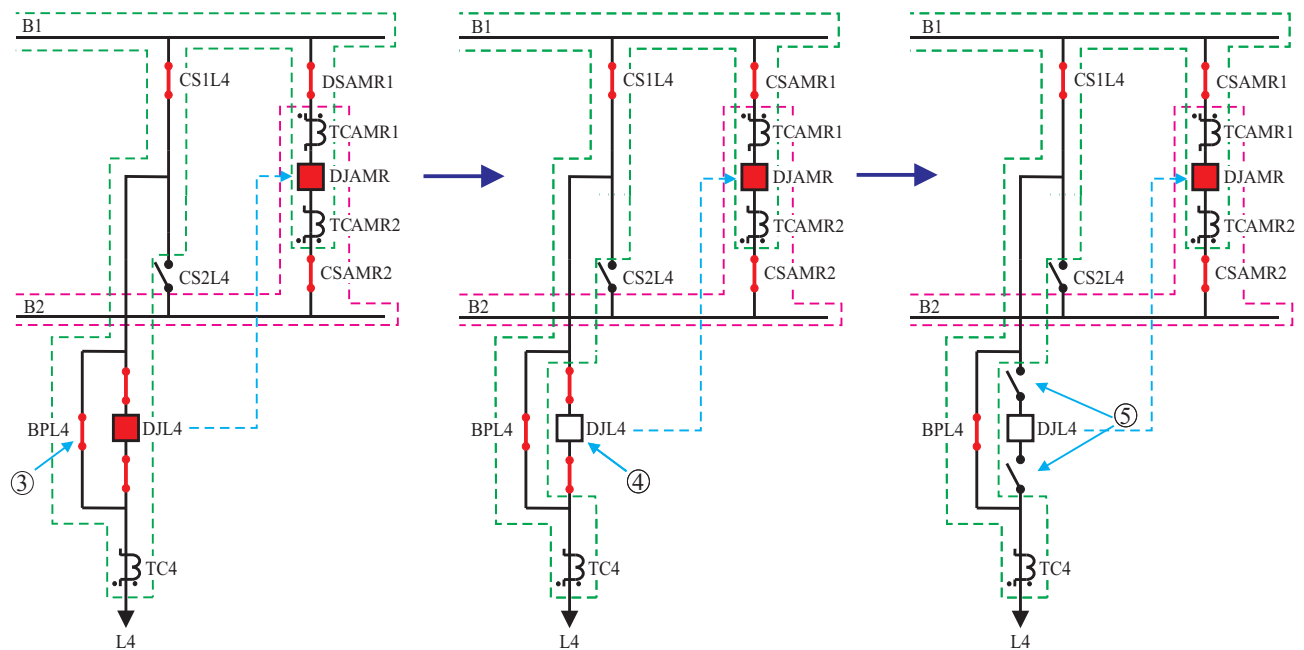 B1
CS1L4
DSAMR1
TCAMR1
DJAMR
TCAMR2
CS2L4
CSAMR2
B2
BPL4
DJL4
3
TC4
L4
B1
CS1L4
CSAMR1
TCAMR1
DJAMR
TCAMR2
CS2L4
CSAMR2
B2
BPL4
DJL4
4
TC4
L4
B1
CS1L4
CSAMR1
TCAMR1
DJAMR
TCAMR2
CS2L4
CSAMR2
B2
BPL4
DJL4
5
TC4
L4